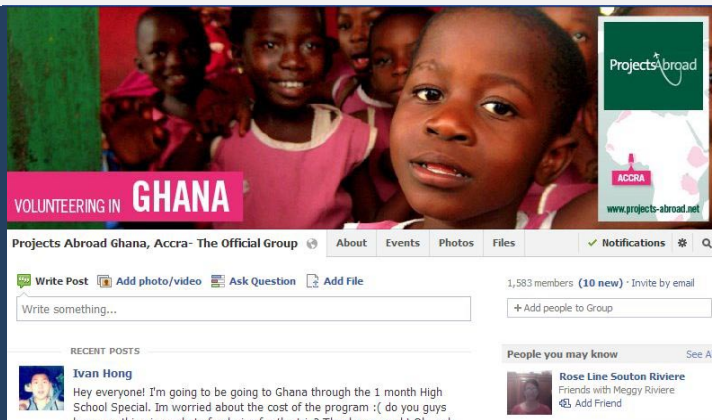 ProjectsAbroad
ACCRA
www.projects-abroad.net
VOLUNTEERING IN GHANA
Projects Abroad Ghana, Accra- The Official Group
About Events Photos Files
Notifications
Write Post Add photo/video Ask Question Add File
Write something...
1,583 members (10 new) · Invite by email
+ Add people to Group
RECENT POSTS
Ivan Hong
Hey everyone! I'm going to be going to Ghana through the 1 month High
School Special. Im worried about the cost of the program :( do you guys
People you may know See A
Rose Line Souton Riviere
Friends with Meggy Riviere
Add Friend